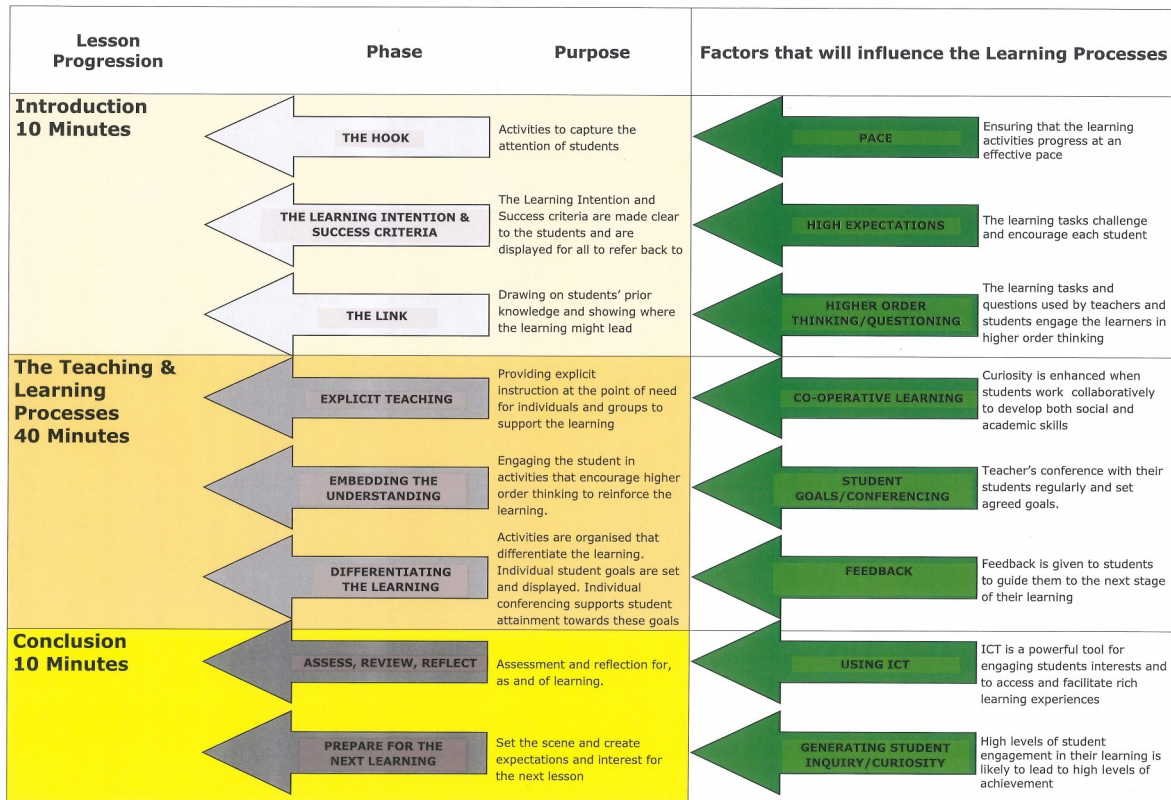 Lesson
Progression
Phase
Purpose
Factors that will influence the Learning Processes
Introduction
10 Minutes
THE HOOK
Activities to capture the
attention of students
PACE
Ensuring that the learning
activities progress at an
effective pace
THE LEARNING INTENTION &
SUCCESS CRITERIA
The Learning Intention and
Success criteria are made clear
to the students and are
displayed for all to refer back to
HIGH EXPECTATIONS
The learning tasks challenge
and encourage each student
THE LINK
Drawing on students' prior
knowledge and showing where
the learning might lead
HIGHER ORDER
THINKING/QUESTIONING
The learning tasks and
questions used by teachers and
students engage the learners in
higher order thinking
The Teaching &
Learning
Processes
40 Minutes
EXPLICIT TEACHING
Providing explicit
instruction at the point of need
for individuals and groups to
support the learning
CO-OPERATIVE LEARNING
Curiosity is enhanced when
students work collaboratively
to develop both social and
academic skills
EMBEDDING THE
UNDERSTANDING
Engaging the student in
activities that encourage higher
order thinking to reinforce the
learning.
STUDENT
GOALS/CONFERENCING
Teacher's conference with their
students regularly and set
agreed goals.
DIFFERENTIATING
THE LEARNING
Activities are organised that
differentiate the learning.
Individual student goals are set
and displayed. Individual
conferencing supports student
attainment towards these goals
FEEDBACK
Feedback is given to students
to guide them to the next stage
of their learning
Conclusion
10 Minutes
ASSESS, REVIEW, REFLECT
Assessment and reflection for,
as and of learning.
USING ICT
ICT is a powerful tool for
engaging students interests and
to access and facilitate rich
learning experiences
PREPARE FOR THE
NEXT LEARNING
Set the scene and create
expectations and interest for
the next lesson
GENERATING STUDENT
INQUIRY/CURIOSITY
High levels of student
engagement in their learning is
likely to lead to high levels of
achievement